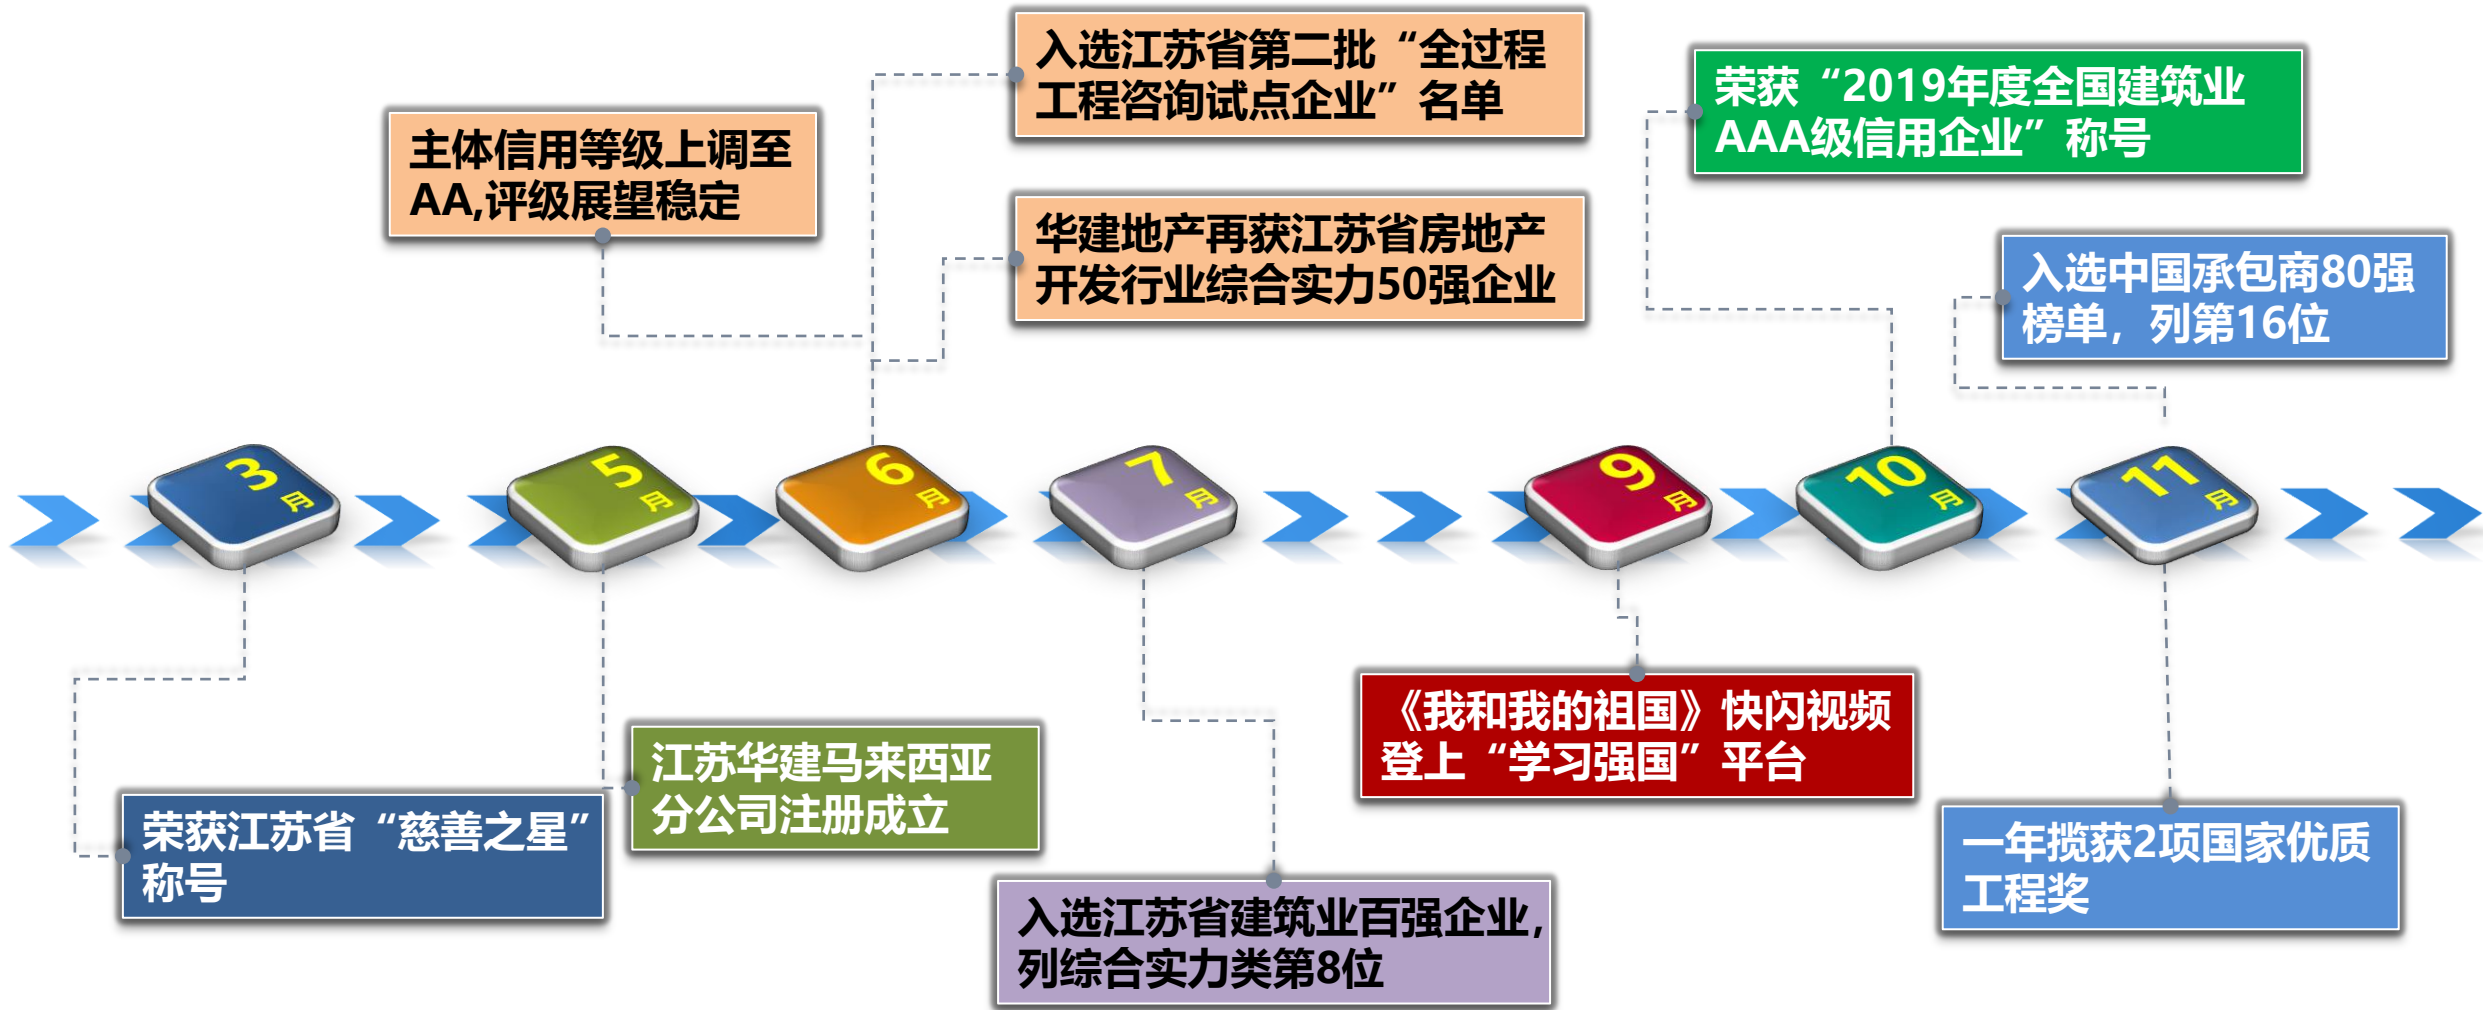 入选江苏省第二批“全过程
工程咨询试点企业”名单
荣获“2019年度全国建筑业
AAA级信用企业”称号
主体信用等级上调至
AA,评级展望稳定
华建地产再获江苏省房地产
开发行业综合实力50强企业
入选中国承包商80强
榜单，列第16位
3月
5月
6月
7月
9月
10月
11月
《我和我的祖国》快闪视频
登上“学习强国”平台
江苏华建马来西亚
分公司注册成立
荣获江苏省“慈善之星”
称号
一年揽获2项国家优质
工程奖
入选江苏省建筑业百强企业，
列综合实力类第8位